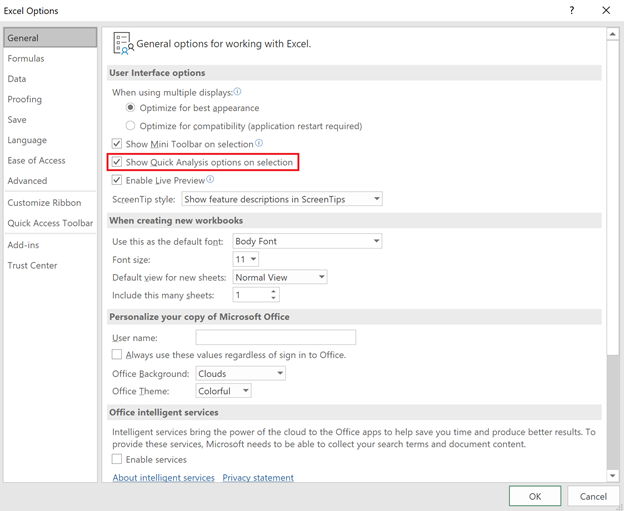 Excel Options
?
General
Formulas
Data
Proofing
Save
Language
Ease of Access
Advanced
Customize Ribbon
Quick Access Toolbar
Add-ins
Trust Center
General options for working with Excel.
User Interface options
When using multiple displays:
Optimize for best appearance
Optimize for compatibility (application restart required)
Show Mini Toolbar on selection
Show Quick Analysis options on selection
Enable Live Preview
ScreenTip style: Show feature descriptions in ScreenTips
When creating new workbooks
Use this as the default font: Body Font
Font size: 11
Default view for new sheets: Normal View
Include this many sheets: 1
Personalize your copy of Microsoft Office
User name:
Always use these values regardless of sign in to Office.
Office Background: Clouds
Office Theme: Colorful
Office intelligent services
Intelligent services bring the power of the cloud to the Office apps to help save you time and produce better results. To
provide these services, Microsoft needs to be able to collect your search terms and document content.
Enable services
About intelligent services Privacy statement
OK Cancel